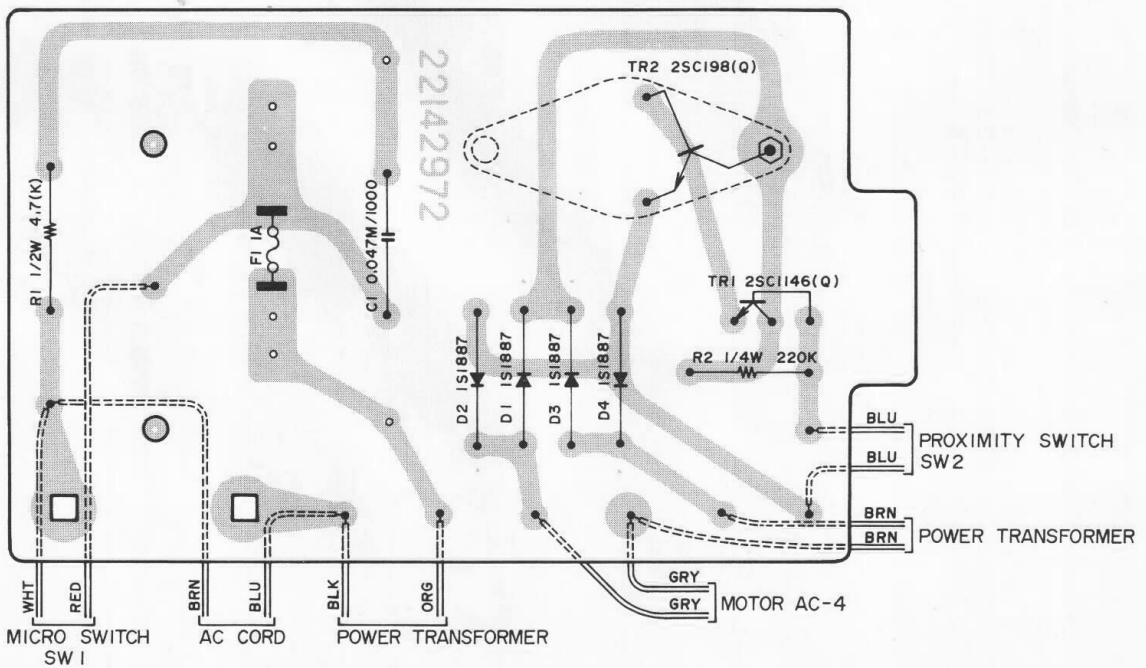 22142972
TR2 2SC198(Q)
R1 1/2W 4.7(K)
F1 1A
C1 0.047M/1000
TR1 2SC1146(Q)
R2 1/4W 220K
D2 1S1887
D1 1S1887
D3 1S1887
D4 1S1887
BLU
BLU
PROXIMITY SWITCH
SW2
BRN
BRN
POWER TRANSFORMER
WHT
RED
BRN
BLU
BLK
ORG
GRY
GRY
MOTOR AC-4
MICRO SWITCH
SW1
AC CORD
POWER TRANSFORMER